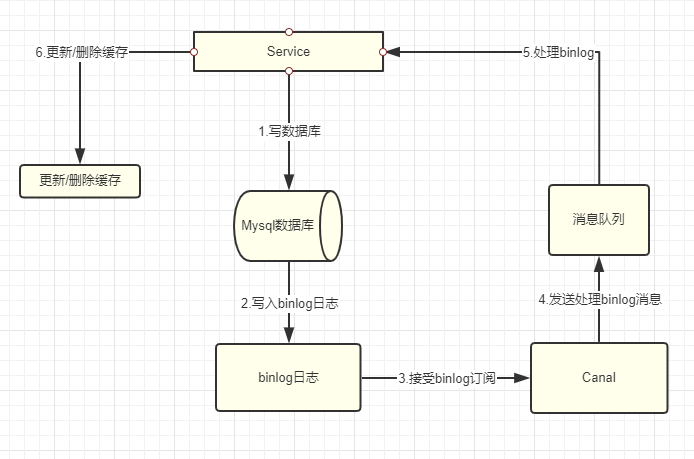 Service
6.更新/删除缓存
5.处理binlog
1.写数据库
更新/删除缓存
Mysql数据库
消息队列
2.写入binlog日志
4.发送处理binlog消息
binlog日志
3.接受binlog订阅
Canal